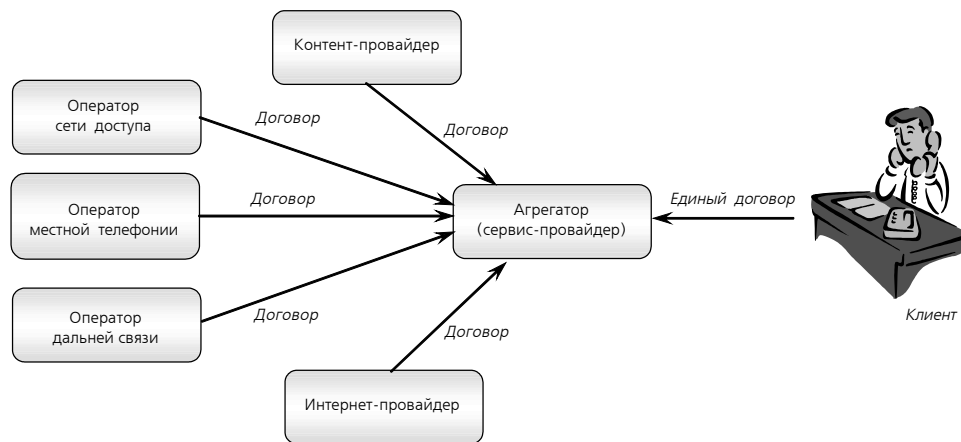 Контент-провайдер
Оператор
сети доступа
Договор
Договор
Оператор
местной телефонии
Договор
Агрегатор
(сервис-провайдер)
Единый договор
Оператор
дальней связи
Договор
Клиент
Договор
Интернет-провайдер